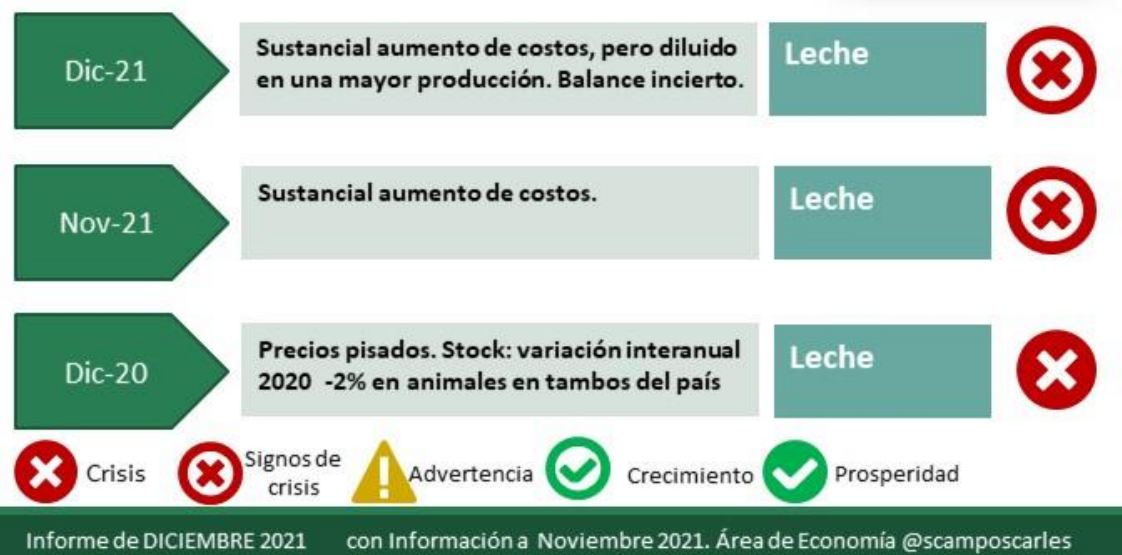 Dic-21
Sustancial aumento de costos, pero diluido
en una mayor producción. Balance incierto.
Leche
Nov-21
Sustancial aumento de costos.
Leche
Dic-20
Precios pisados. Stock: variación interanual
2020 -2% en animales en tambos del país
Leche
Crisis
Signos de
crisis
Advertencia
Crecimiento
Prosperidad
Informe de DICIEMBRE 2021 con Información a Noviembre 2021. Área de Economía @scamposcarles